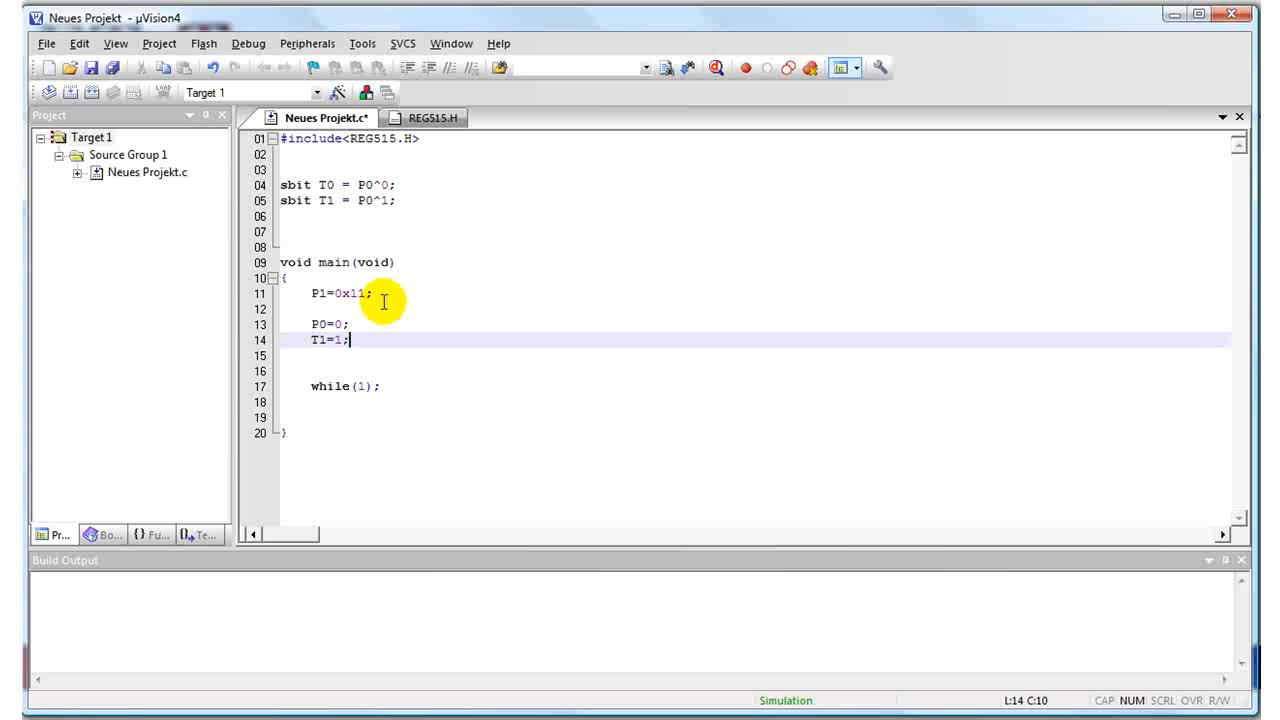 Neues Projekt - µVision4
File Edit View Project Flash Debug Peripherals Tools SVCS Window Help
Target 1
Project
Neues Projekt.c* REG515.H
Target 1
Source Group 1
Neues Projekt.c
01 #include<REG515.H>
02
03
04 sbit T0 = P0^0;
05 sbit T1 = P0^1;
06
07
08
09 void main(void)
10 {
11 P1=0x11;
12
13 P0=0;
14 T1=1;
15
16
17 while(1);
18
19
20 }
Pr... Bo... {} Fu... 0 Te...
Build Output
Simulation L:14 C:10 CAP NUM SCRL OVR R/W